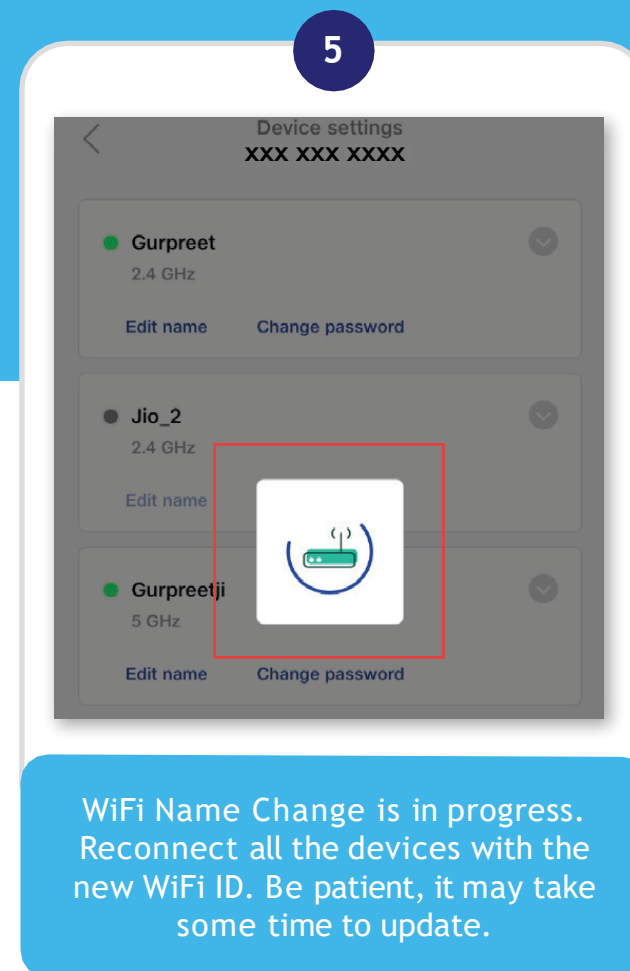 5
Device settings
XXX XXX XXXX
Gurpreet
2.4 GHz
Edit name Change password
Jio_2
2.4 GHz
Edit name
Gurpreetji
5 GHz
Edit name Change password
WiFi Name Change is in progress.
Reconnect all the devices with the
new WiFi ID. Be patient, it may take
some time to update.